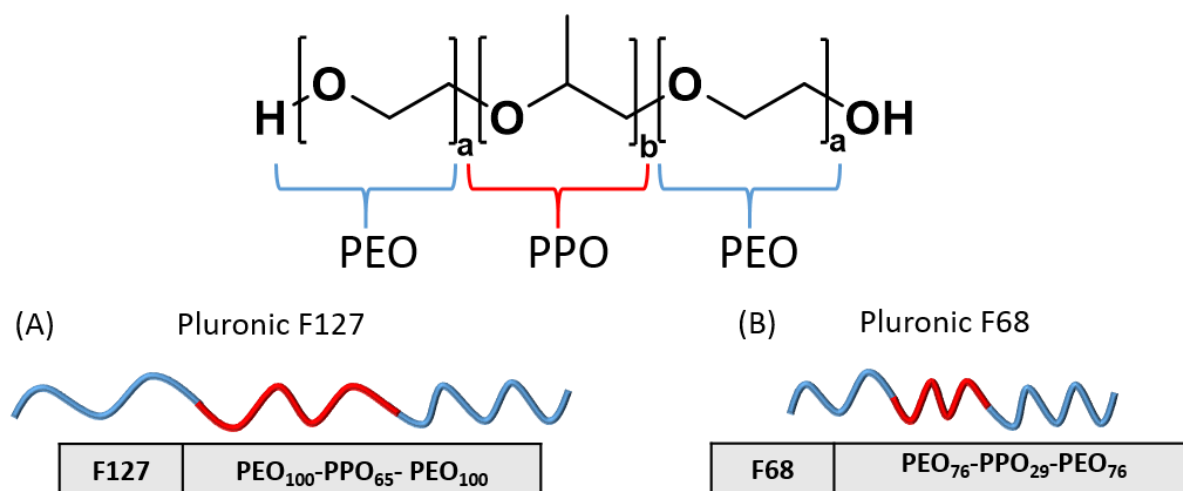 H O a O b O a OH
PEO PPO PEO
(A) Pluronic F127 (B) Pluronic F68
F127 PEO₁₀₀-PPO₆₅- PEO₁₀₀ F68 PEO₇₆-PPO₂₉-PEO₇₆